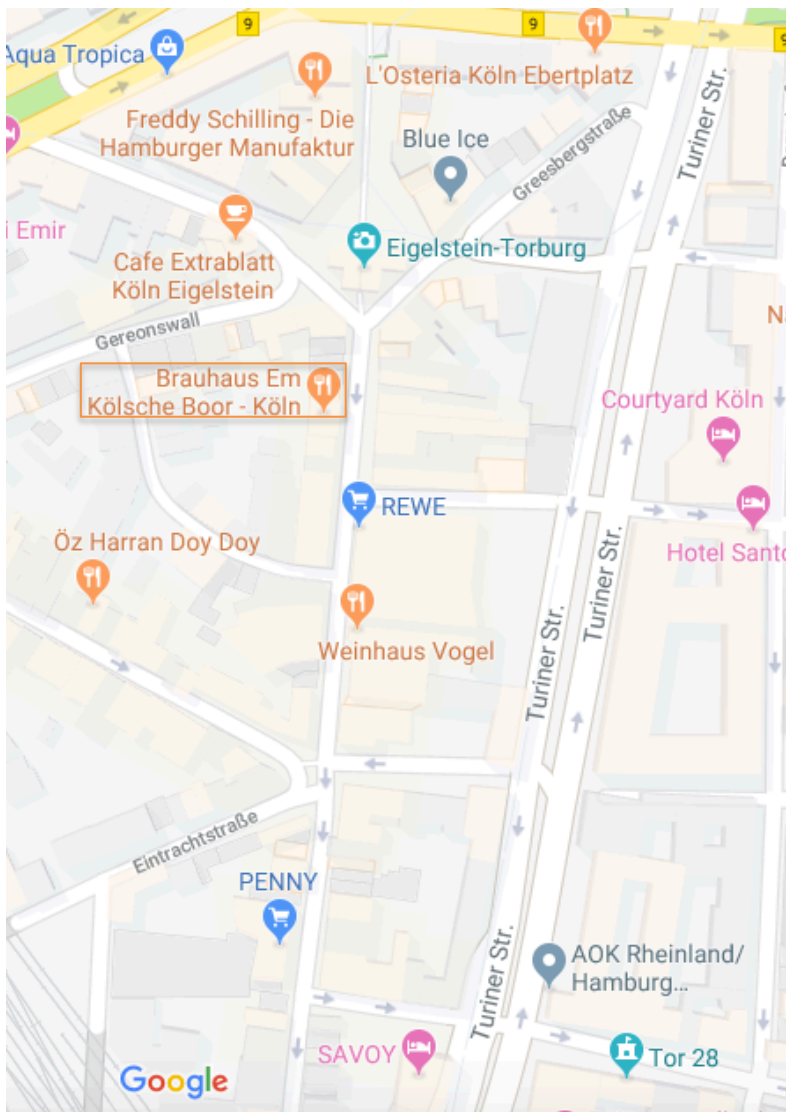 9
9
9
Aqua Tropica
L'Osteria Köln Ebertplatz
Freddy Schilling - Die
Hamburger Manufaktur
Blue Ice
Greesbergstraße
Turiner Str.
i Emir
Cafe Extrablatt
Köln Eigelstein
Eigelstein-Torburg
Gereonswall
Brauhaus Em
Kölsche Boor - Köln
Courtyard Köln
REWE
Öz Harran Doy Doy
Hotel Santo
Turiner Str.
Turiner Str.
Weinhaus Vogel
Eintrachtstraße
PENNY
AOK Rheinland/
Hamburg...
Turiner Str.
SAVOY
Tor 28
Google